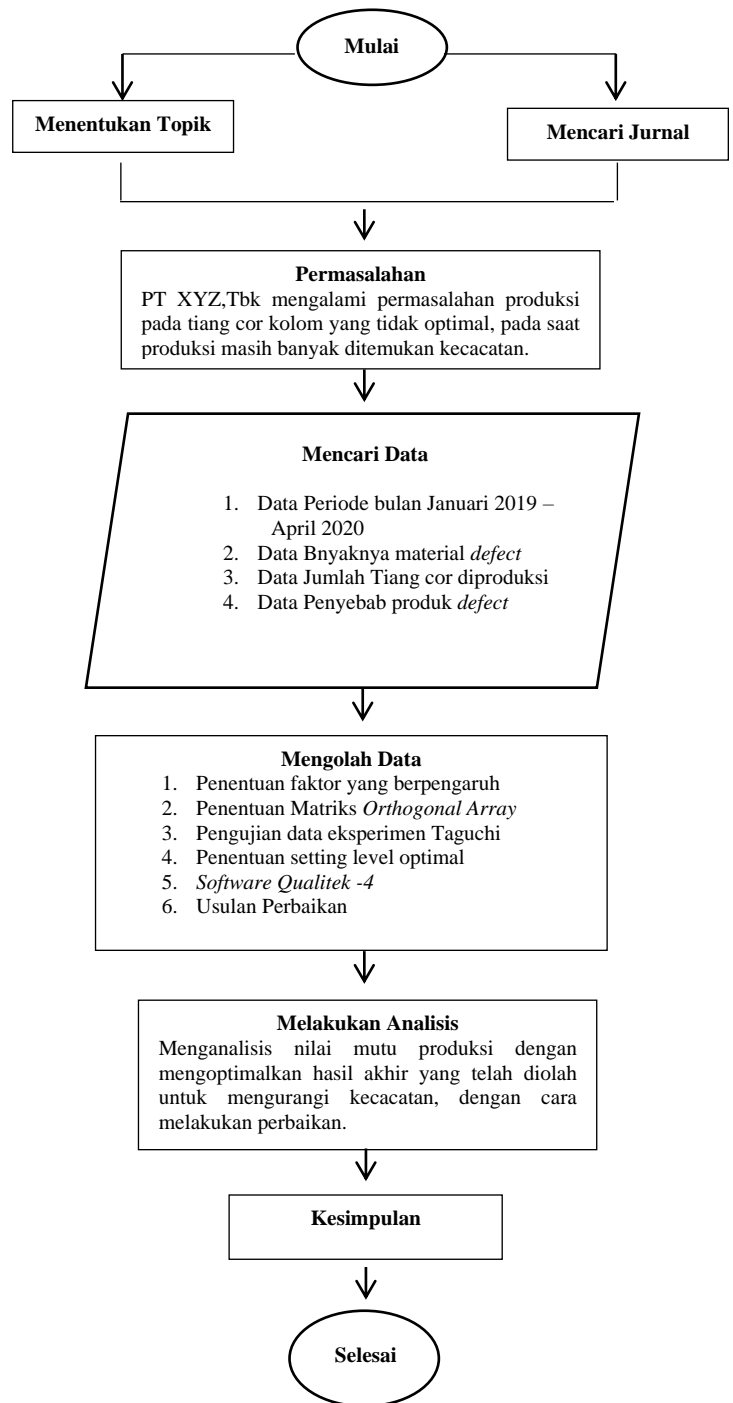 Mulai
Menentukan Topik
Mencari Jurnal
Permasalahan
PT XYZ,Tbk mengalami permasalahan produksi
pada tiang cor kolom yang tidak optimal, pada saat
produksi masih banyak ditemukan kecacatan.
Mencari Data
1. Data Periode bulan Januari 2019 –
April 2020
2. Data Bnyaknya material defect
3. Data Jumlah Tiang cor diproduksi
4. Data Penyebab produk defect
Mengolah Data
1. Penentuan faktor yang berpengaruh
2. Penentuan Matriks Orthogonal Array
3. Pengujian data eksperimen Taguchi
4. Penentuan setting level optimal
5. Software Qualitek -4
6. Usulan Perbaikan
Melakukan Analisis
Menganalisis nilai mutu produksi dengan
mengoptimalkan hasil akhir yang telah diolah
untuk mengurangi kecacatan, dengan cara
melakukan perbaikan.
Kesimpulan
Selesai